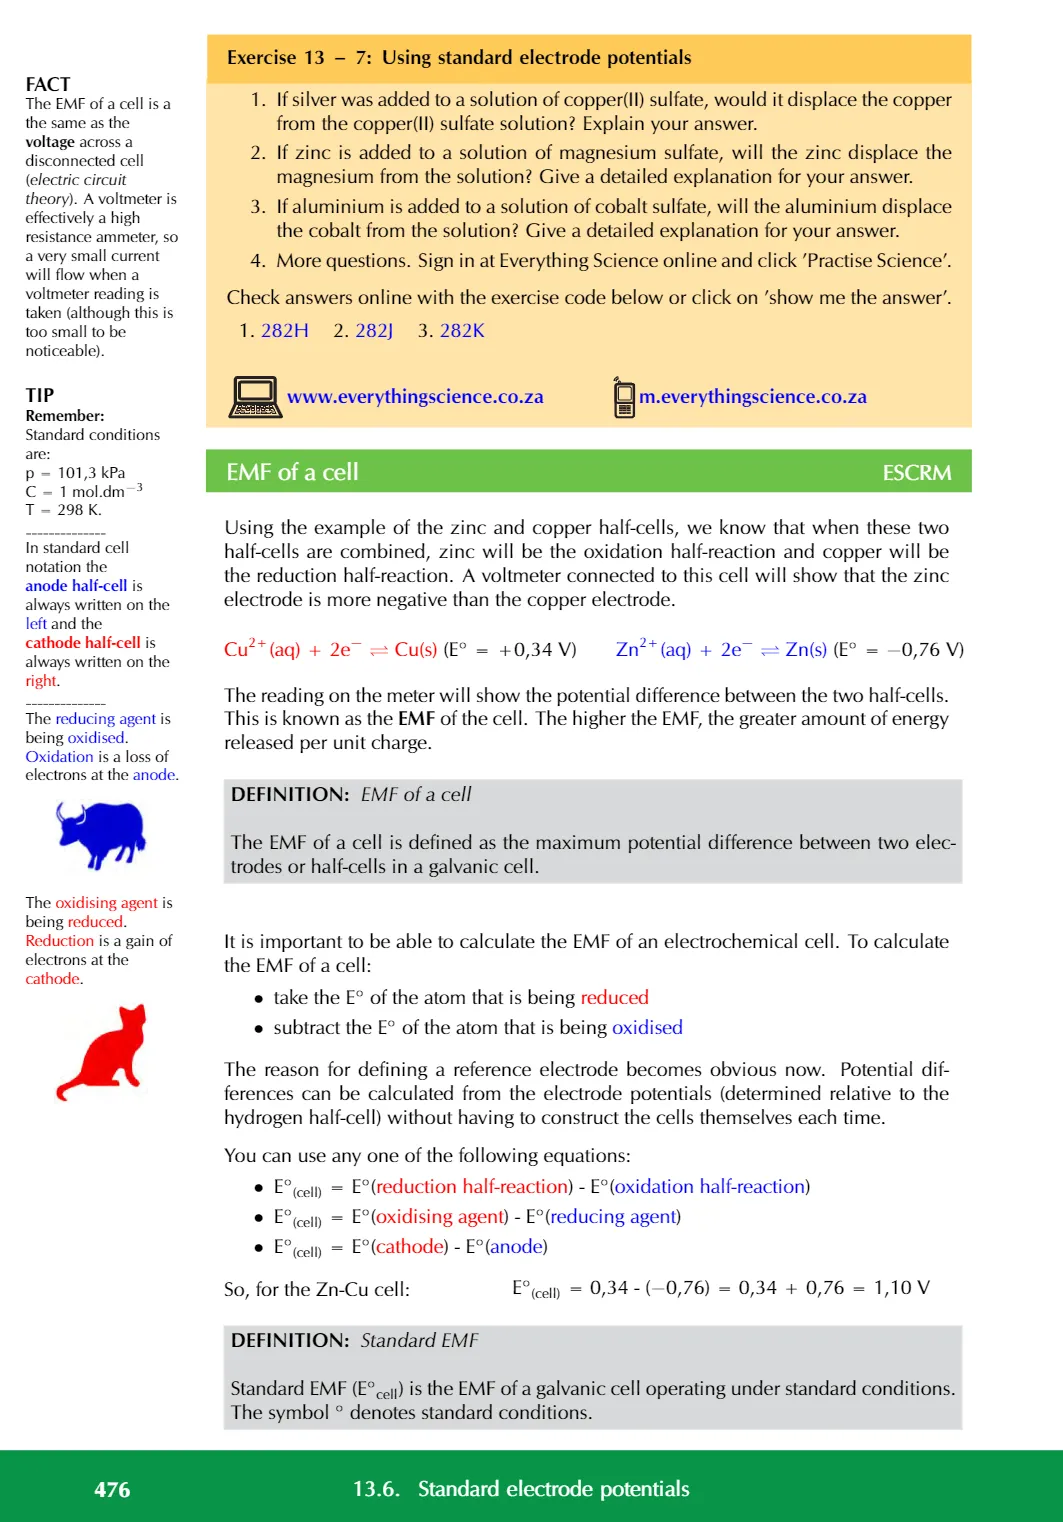 FACT
The EMF of a cell is a
the same as the
voltage across a
disconnected cell
(electric circuit
theory). A voltmeter is
effectively a high
resistance ammeter, so
a very small current
will flow when a
voltmeter reading is
taken (although this is
too small to be
noticeable).
TIP
Remember:
Standard conditions
are:
p = 101,3 kPa
C = 1 mol.dm⁻³
T = 298 K.
In standard cell
notation the
anode half-cell is
always written on the
left and the
cathode half-cell is
always written on the
right.
The reducing agent is
being oxidised.
Oxidation is a loss of
electrons at the anode.
The oxidising agent is
being reduced.
Reduction is a gain of
electrons at the
cathode.
Exercise 13 – 7: Using standard electrode potentials
1. If silver was added to a solution of copper(II) sulfate, would it displace the copper
from the copper(II) sulfate solution? Explain your answer.
2. If zinc is added to a solution of magnesium sulfate, will the zinc displace the
magnesium from the solution? Give a detailed explanation for your answer.
3. If aluminium is added to a solution of cobalt sulfate, will the aluminium displace
the cobalt from the solution? Give a detailed explanation for your answer.
4. More questions. Sign in at Everything Science online and click 'Practise Science'.
Check answers online with the exercise code below or click on 'show me the answer'.
1. 282H 2. 282J 3. 282K
www.everythingscience.co.za m.everythingscience.co.za
EMF of a cell ESCRM
Using the example of the zinc and copper half-cells, we know that when these two
half-cells are combined, zinc will be the oxidation half-reaction and copper will be
the reduction half-reaction. A voltmeter connected to this cell will show that the zinc
electrode is more negative than the copper electrode.
Cu²⁺(aq) + 2e⁻ ⇌ Cu(s) (E° = +0,34 V) Zn²⁺(aq) + 2e⁻ ⇌ Zn(s) (E° = −0,76 V)
The reading on the meter will show the potential difference between the two half-cells.
This is known as the EMF of the cell. The higher the EMF, the greater amount of energy
released per unit charge.
DEFINITION: EMF of a cell
The EMF of a cell is defined as the maximum potential difference between two elec-
trodes or half-cells in a galvanic cell.
It is important to be able to calculate the EMF of an electrochemical cell. To calculate
the EMF of a cell:
• take the E° of the atom that is being reduced
• subtract the E° of the atom that is being oxidised
The reason for defining a reference electrode becomes obvious now. Potential dif-
ferences can be calculated from the electrode potentials (determined relative to the
hydrogen half-cell) without having to construct the cells themselves each time.
You can use any one of the following equations:
• E°(cell) = E°(reduction half-reaction) - E°(oxidation half-reaction)
• E°(cell) = E°(oxidising agent) - E°(reducing agent)
• E°(cell) = E°(cathode) - E°(anode)
So, for the Zn-Cu cell: E°(cell) = 0,34 - (−0,76) = 0,34 + 0,76 = 1,10 V
DEFINITION: Standard EMF
Standard EMF (E°cell) is the EMF of a galvanic cell operating under standard conditions.
The symbol ° denotes standard conditions.
476 13.6. Standard electrode potentials